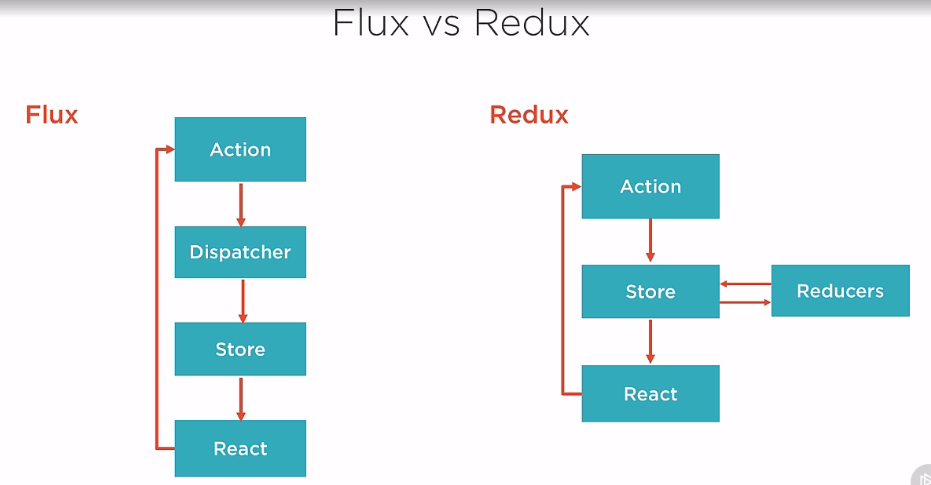 Flux vs Redux
Flux
Action
Dispatcher
Store
React
Redux
Action
Store
Reducers
React